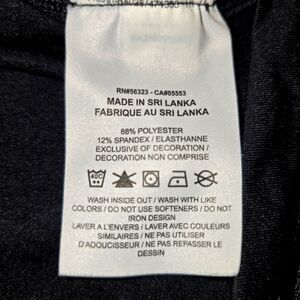 RN#56323 - CA#05553
MADE IN SRI LANKA
FABRIQUE AU SRI LANKA
88% POLYESTER
12% SPANDEX / ELASTHANNE
EXCLUSIVE OF DECORATION /
DECORATION NON COMPRISE
40C
WASH INSIDE OUT / WASH WITH LIKE
COLORS / DO NOT USE SOFTENERS / DO NOT
IRON DESIGN
LAVER A L'ENVERS / LAVER AVEC COULEURS
SIMILAIRES / NE PAS UTILISER
D'ADOUCISSEUR / NE PAS REPASSER LE
DESSIN